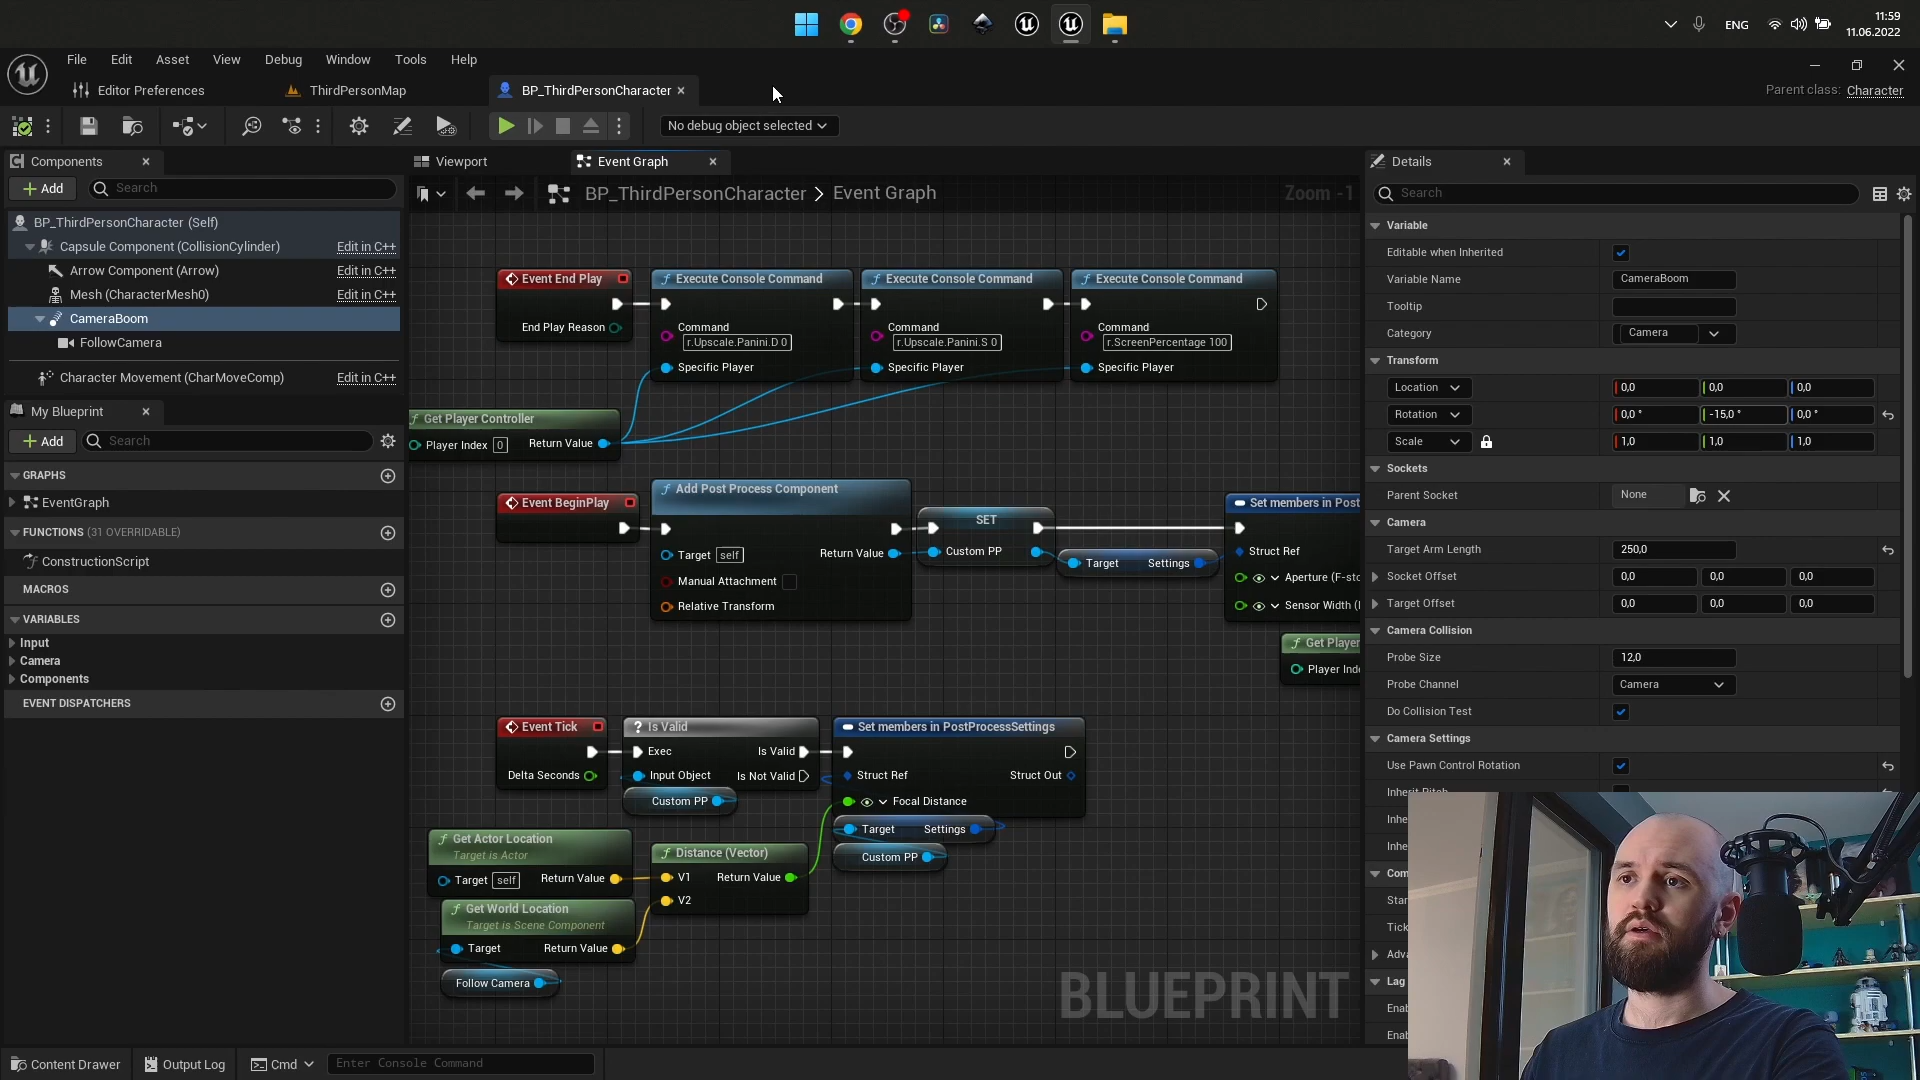 ENG
11:59
11.06.2022
File Edit Asset View Debug Window Tools Help
Editor Preferences ThirdPersonMap BP_ThirdPersonCharacter
Parent class: Character
No debug object selected
Components
Add Search
BP_ThirdPersonCharacter (Self)
Capsule Component (CollisionCylinder) Edit in C++
Arrow Component (Arrow) Edit in C++
Mesh (CharacterMesh0) Edit in C++
CameraBoom
FollowCamera
Character Movement (CharMoveComp) Edit in C++
My Blueprint
Add Search
GRAPHS
EventGraph
FUNCTIONS (31 OVERRIDABLE)
ConstructionScript
MACROS
VARIABLES
Input
Camera
Components
EVENT DISPATCHERS
Viewport Event Graph
BP_ThirdPersonCharacter > Event Graph Zoom -1
Event End Play
End Play Reason
Execute Console Command
Command
r.Upscale.Panini.D 0
Specific Player
Execute Console Command
Command
r.Upscale.Panini.S 0
Specific Player
Execute Console Command
Command
r.ScreenPercentage 100
Specific Player
Get Player Controller
Player Index 0 Return Value
Event BeginPlay
Add Post Process Component
Target self Return Value
Manual Attachment
Relative Transform
SET
Custom PP
Target Settings
Set members in Post
Struct Ref
Aperture (F-sto
Sensor Width (
Get Player
Player Inde
Event Tick
Delta Seconds
Is Valid
Exec Is Valid
Input Object Is Not Valid
Custom PP
Set members in PostProcessSettings
Struct Ref Struct Out
Focal Distance
Target Settings
Custom PP
Get Actor Location
Target is Actor
Target self Return Value
Get World Location
Target is Scene Component
Target Return Value
Follow Camera
Distance (Vector)
V1 Return Value
V2
BLUEPRINT
Details
Search
Variable
Editable when Inherited
Variable Name CameraBoom
Tooltip
Category Camera
Transform
Location 0,0 0,0 0,0
Rotation 0,0 ° -15,0 ° 0,0 °
Scale 1,0 1,0 1,0
Sockets
Parent Socket None
Camera
Target Arm Length 250,0
Socket Offset 0,0 0,0 0,0
Target Offset 0,0 0,0 0,0
Camera Collision
Probe Size 12,0
Probe Channel Camera
Do Collision Test
Camera Settings
Use Pawn Control Rotation
Inherit Pitch
Inhe
Inhe
Com
Star
Tick
Adva
Lag
Enab
Enab
Content Drawer Output Log Cmd Enter Console Command